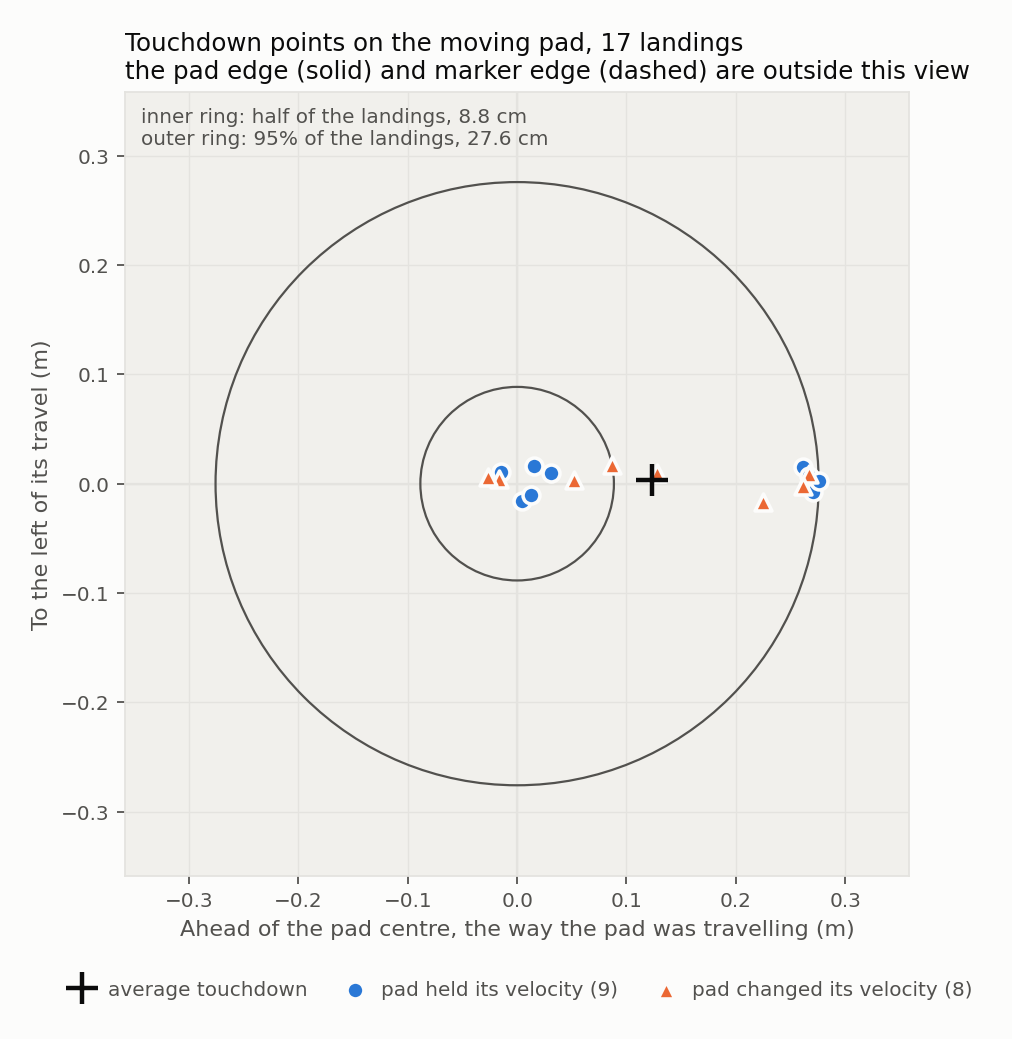 Touchdown points on the moving pad, 17 landings
the pad edge (solid) and marker edge (dashed) are outside this view
inner ring: half of the landings, 8.8 cm
outer ring: 95% of the landings, 27.6 cm
0.3
0.2
0.1
0.0
−0.1
−0.2
−0.3
To the left of its travel (m)
−0.3 −0.2 −0.1 0.0 0.1 0.2 0.3
Ahead of the pad centre, the way the pad was travelling (m)
average touchdown pad held its velocity (9) pad changed its velocity (8)